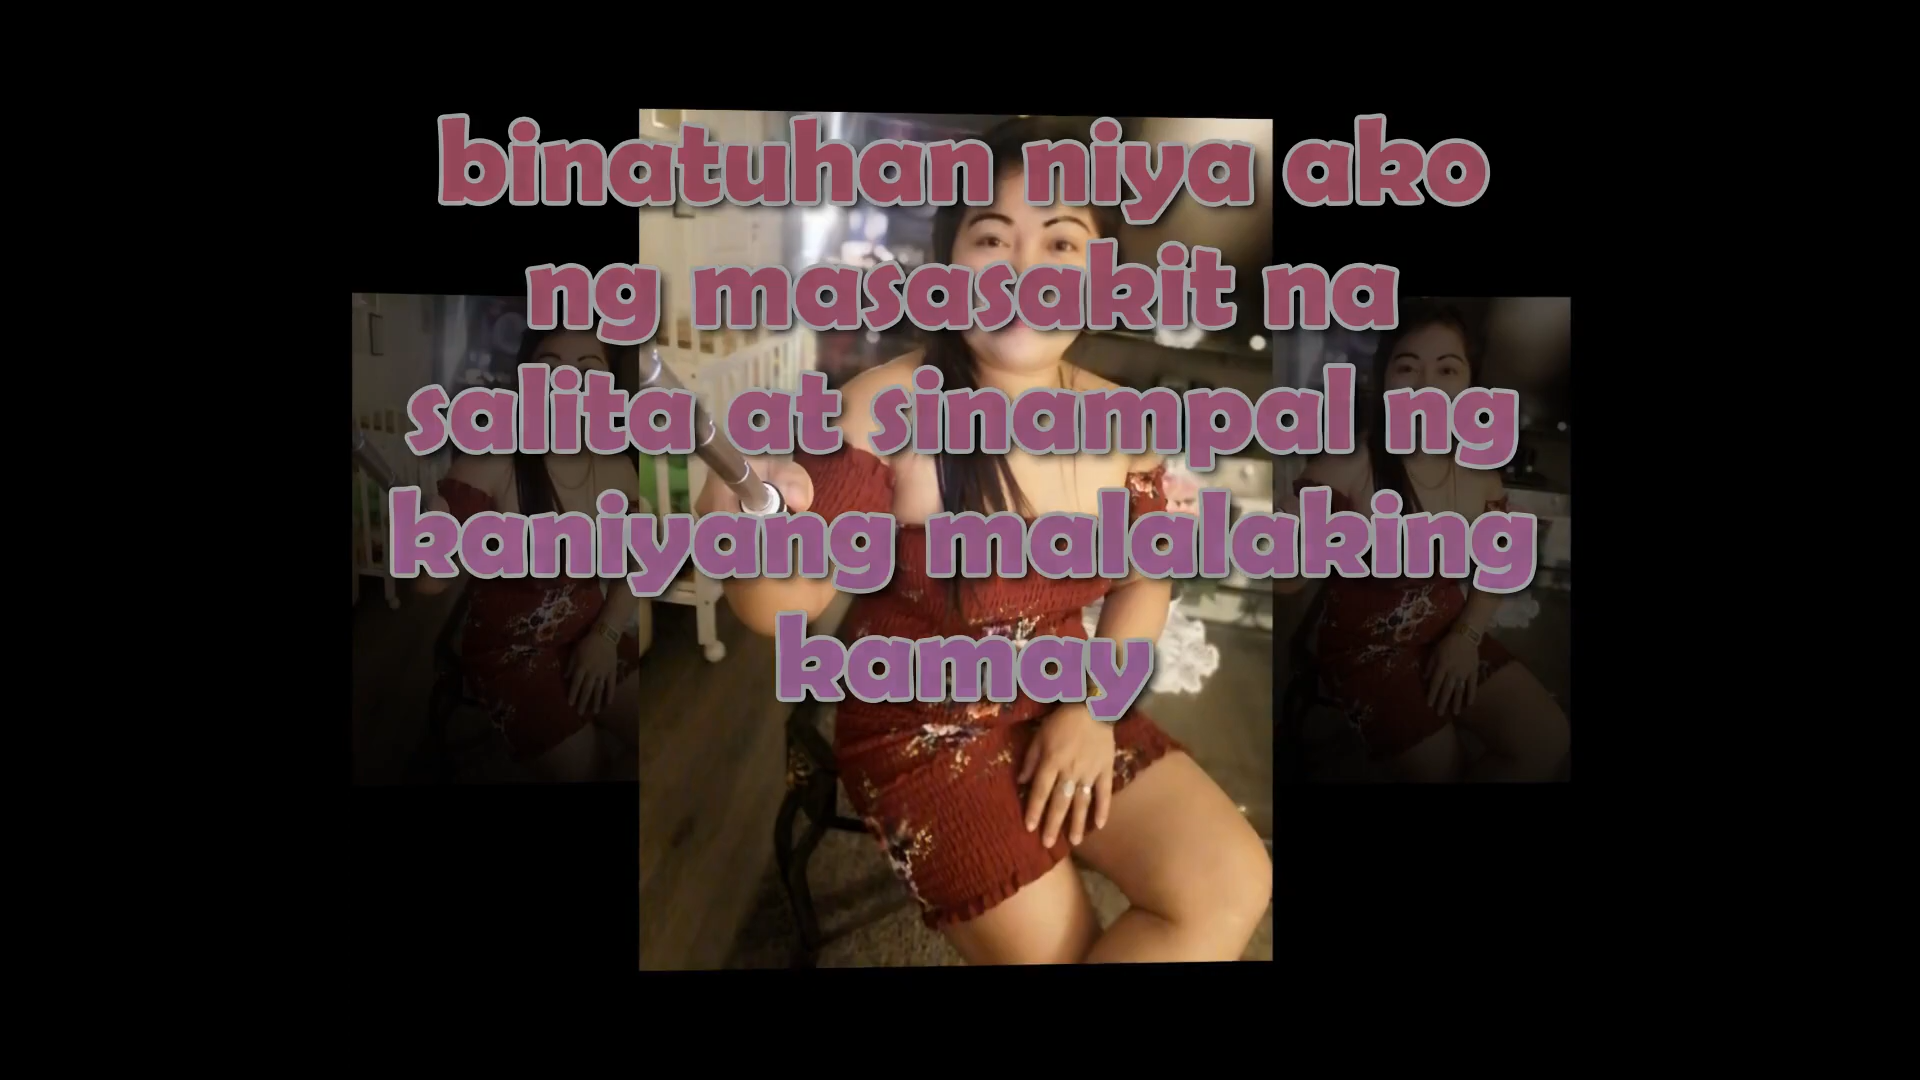 binatuhan niya ako
ng masasakit na
salita at sinampal ng
kaniyang malalaking
kamay